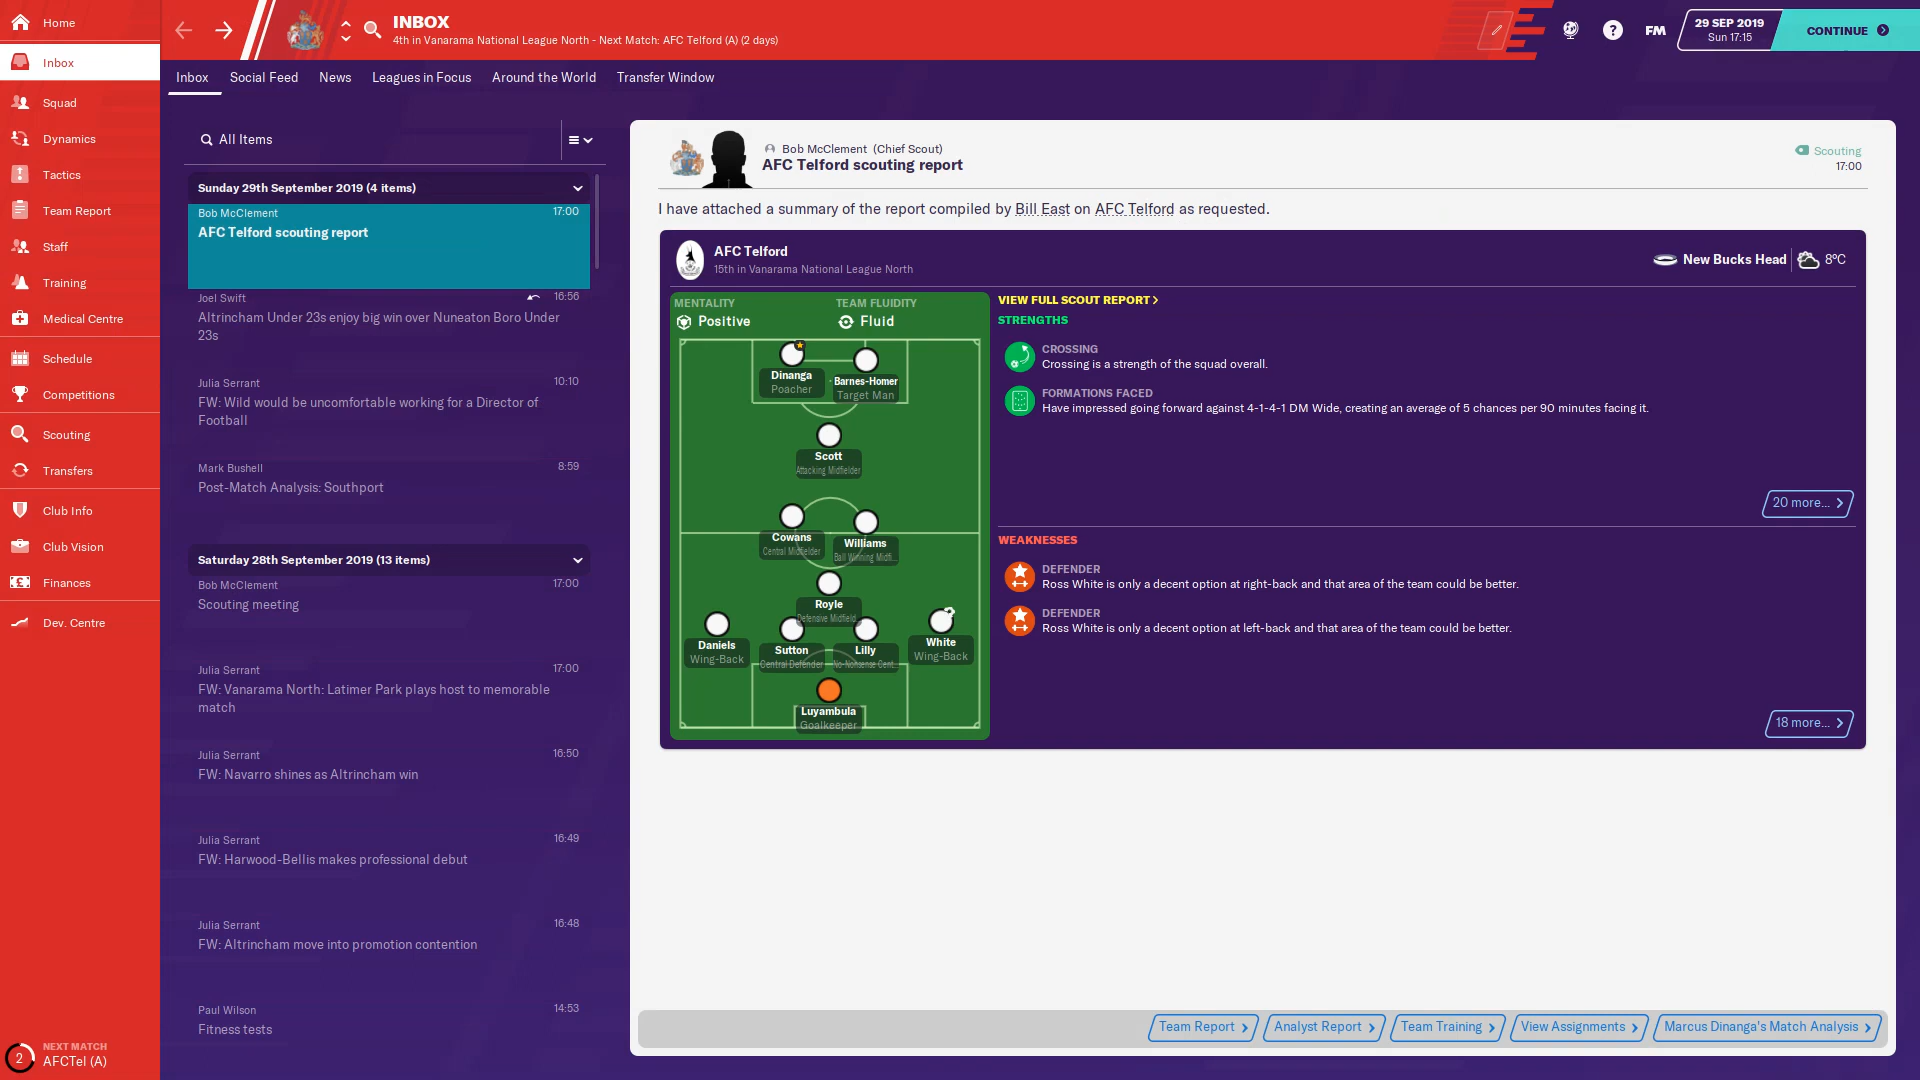 Home
Inbox
Squad
Dynamics
Tactics
Team Report
Staff
Training
Medical Centre
Schedule
Competitions
Scouting
Transfers
Club Info
Club Vision
Finances
Dev. Centre
2
NEXT MATCH
AFCTel (A)
INBOX
4th in Vanarama National League North - Next Match: AFC Telford (A) (2 days)
?
FM
29 SEP 2019
Sun 17:15
CONTINUE
Inbox
Social Feed
News
Leagues in Focus
Around the World
Transfer Window
All Items
Sunday 29th September 2019 (4 items)
Bob McClement
17:00
AFC Telford scouting report
Joel Swift
16:56
Altrincham Under 23s enjoy big win over Nuneaton Boro Under
23s
Julia Serrant
10:10
FW: Wild would be uncomfortable working for a Director of
Football
Mark Bushell
8:59
Post-Match Analysis: Southport
Saturday 28th September 2019 (13 items)
Bob McClement
17:00
Scouting meeting
Julia Serrant
17:00
FW: Vanarama North: Latimer Park plays host to memorable
match
Julia Serrant
16:50
FW: Navarro shines as Altrincham win
Julia Serrant
16:49
FW: Harwood-Bellis makes professional debut
Julia Serrant
16:48
FW: Altrincham move into promotion contention
Paul Wilson
14:53
Fitness tests
Bob McClement (Chief Scout)
AFC Telford scouting report
Scouting
17:00
I have attached a summary of the report compiled by Bill East on AFC Telford as requested.
AFC Telford
15th in Vanarama National League North
New Bucks Head
8°C
MENTALITY
Positive
TEAM FLUIDITY
Fluid
Dinanga
Poacher
Barnes-Homer
Target Man
Scott
Attacking Midfielder
Cowans
Central Midfielder
Williams
Ball Winning Midfi...
Royle
Defensive Midfield...
Daniels
Wing-Back
Sutton
Central Defender
Lilly
No-Nonsense Cent...
White
Wing-Back
Luyambula
Goalkeeper
VIEW FULL SCOUT REPORT >
STRENGTHS
CROSSING
Crossing is a strength of the squad overall.
FORMATIONS FACED
Have impressed going forward against 4-1-4-1 DM Wide, creating an average of 5 chances per 90 minutes facing it.
20 more...
WEAKNESSES
DEFENDER
Ross White is only a decent option at right-back and that area of the team could be better.
DEFENDER
Ross White is only a decent option at left-back and that area of the team could be better.
18 more...
Team Report
Analyst Report
Team Training
View Assignments
Marcus Dinanga's Match Analysis